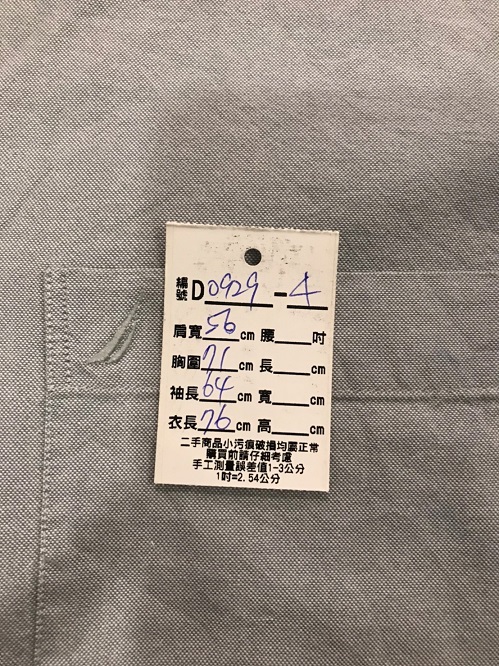 編號D0929-4
肩寬56cm 腰___吋
胸圍71cm 長___cm
袖長64cm 寬___cm
衣長76cm 高___cm
二手商品小污痕破損均屬正常
購買前請仔細考慮
手工測量誤差值1-3公分
1吋=2.54公分